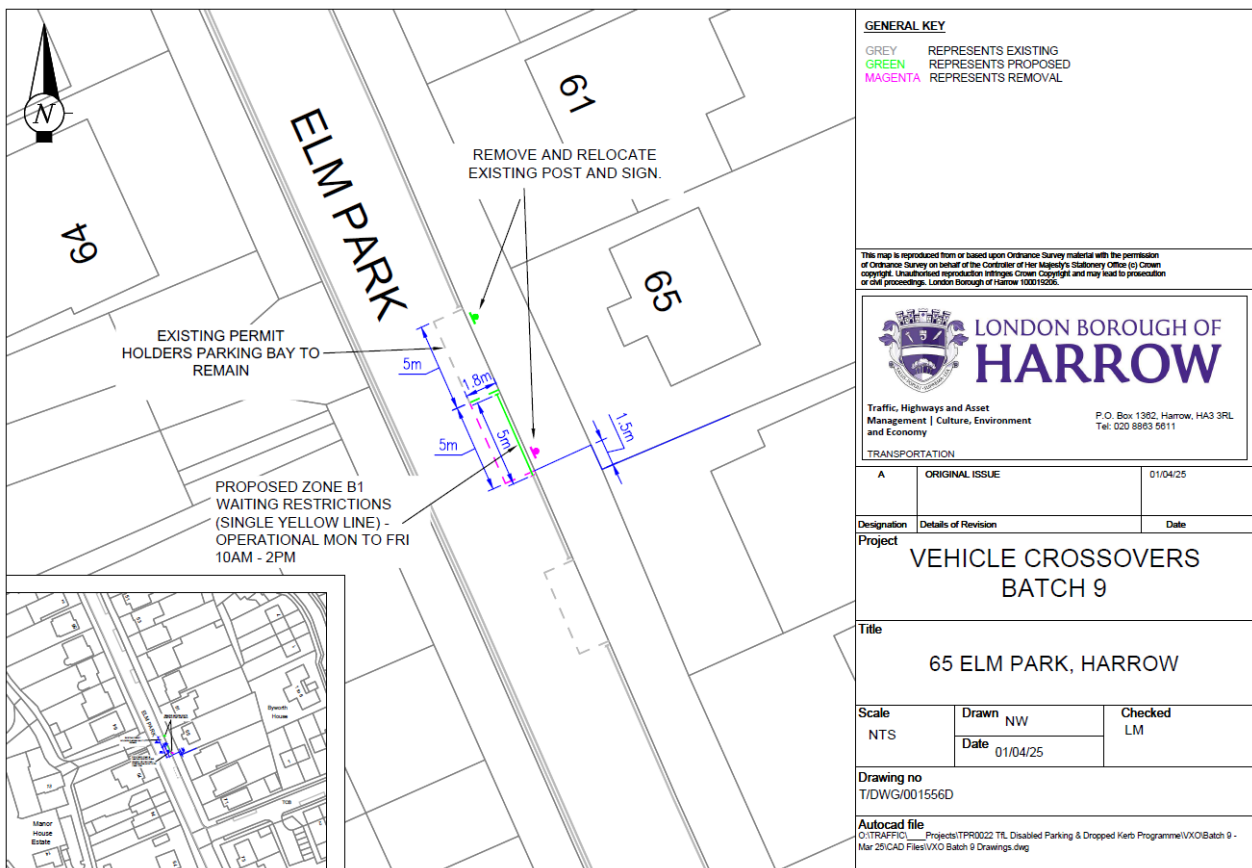 N
64
ELM PARK
61
65
REMOVE AND RELOCATE
EXISTING POST AND SIGN.
EXISTING PERMIT
HOLDERS PARKING BAY TO
REMAIN
5m
1.8m
5m
5m
1.5m
PROPOSED ZONE B1
WAITING RESTRICTIONS
(SINGLE YELLOW LINE) -
OPERATIONAL MON TO FRI
10AM - 2PM
ELM PARK
Byworth
House
Manor
House
Estate
GENERAL KEY
GREY REPRESENTS EXISTING
GREEN REPRESENTS PROPOSED
MAGENTA REPRESENTS REMOVAL
This map is reproduced from or based upon Ordnance Survey material with the permission
of Ordnance Survey on behalf of the Controller of Her Majesty's Stationery Office (c) Crown
copyright. Unauthorised reproduction infringes Crown Copyright and may lead to prosecution
or civil proceedings. London Borough of Harrow 100019206.
LONDON BOROUGH OF
HARROW
Traffic, Highways and Asset
Management | Culture, Environment
and Economy
P.O. Box 1362, Harrow, HA3 3RL
Tel: 020 8863 5611
TRANSPORTATION
A ORIGINAL ISSUE 01/04/25
Designation Details of Revision Date
Project
VEHICLE CROSSOVERS
BATCH 9
Title
65 ELM PARK, HARROW
Scale
NTS
Drawn NW
Date 01/04/25
Checked
LM
Drawing no
T/DWG/001556D
Autocad file
O:\TRAFFIC\____Projects\TPR0022 TfL Disabled Parking & Dropped Kerb Programme\VXO\Batch 9 -
Mar 25\CAD Files\VXO Batch 9 Drawings.dwg